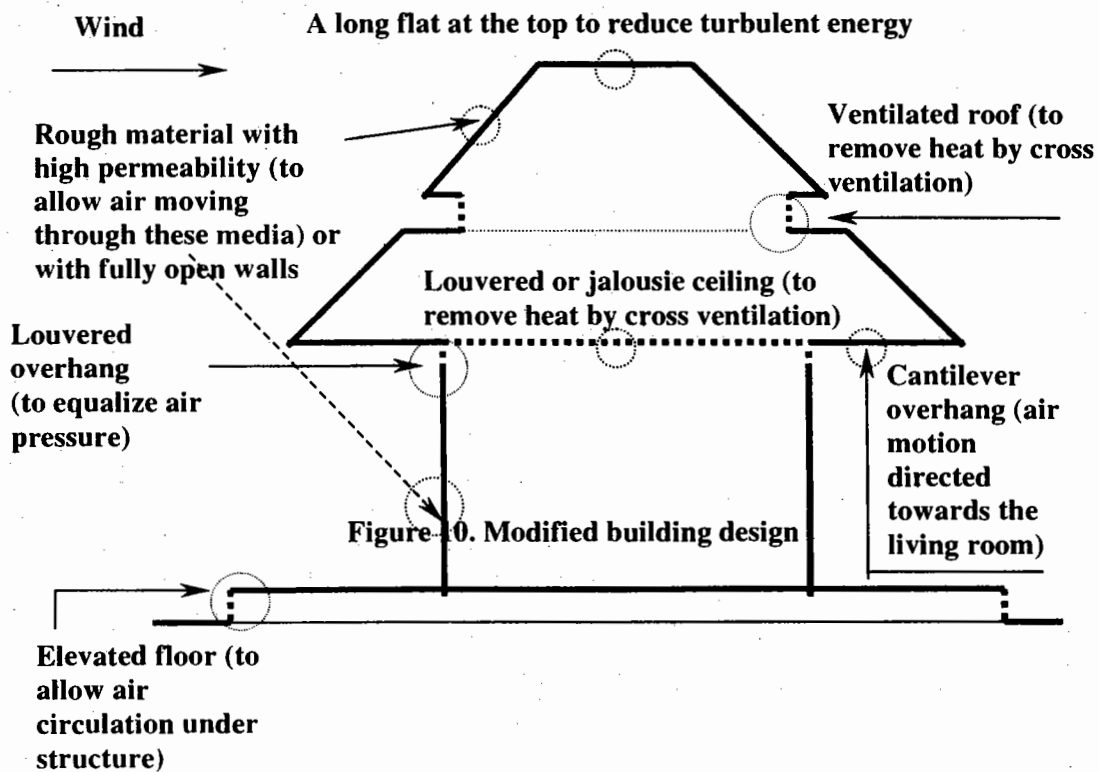 Wind
A long flat at the top to reduce turbulent energy
Rough material with
high permeability (to
allow air moving
through these media) or
with fully open walls
Ventilated roof (to
remove heat by cross
ventilation)
Louvered or jalousie ceiling (to
remove heat by cross ventilation)
Louvered
overhang
(to equalize air
pressure)
Cantilever
overhang (air
motion
directed
towards the
living room)
Figure 10. Modified building design
Elevated floor (to
allow air
circulation under
structure)